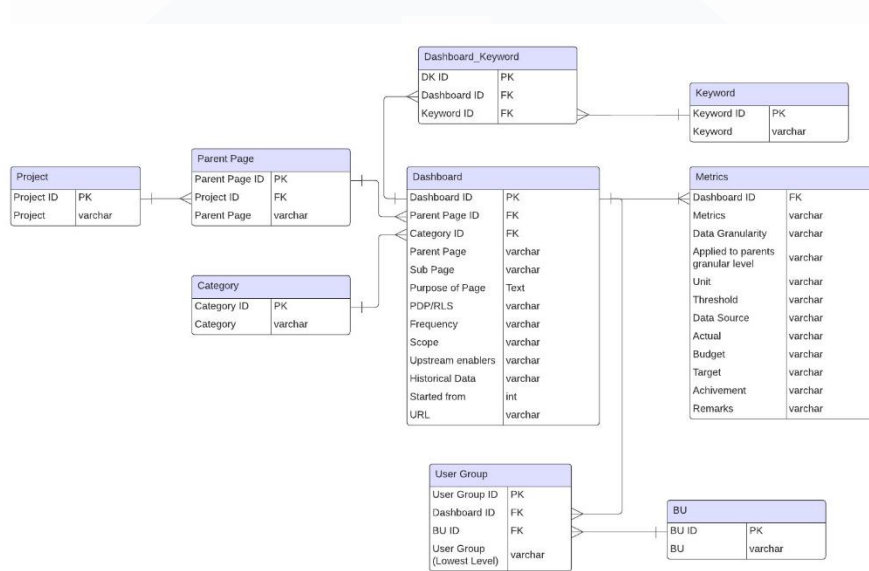 Dashboard_Keyword
DK ID PK
Dashboard ID FK
Keyword ID FK
Keyword
Keyword ID PK
Keyword varchar
Project
Project ID PK
Project varchar
Parent Page
Parent Page ID PK
Project ID FK
Parent Page varchar
Category
Category ID PK
Category varchar
Dashboard
Dashboard ID PK
Parent Page ID FK
Category ID FK
Parent Page varchar
Sub Page varchar
Purpose of Page Text
PDP/RLS varchar
Frequency varchar
Scope varchar
Upstream enablers varchar
Historical Data varchar
Started from int
URL varchar
Metrics
Dashboard ID FK
Metrics varchar
Data Granularity varchar
Applied to parents
granular level varchar
Unit varchar
Threshold varchar
Data Source varchar
Actual varchar
Budget varchar
Target varchar
Achivement varchar
Remarks varchar
User Group
User Group ID PK
Dashboard ID FK
BU ID FK
User Group
(Lowest Level) varchar
BU
BU ID PK
BU varchar